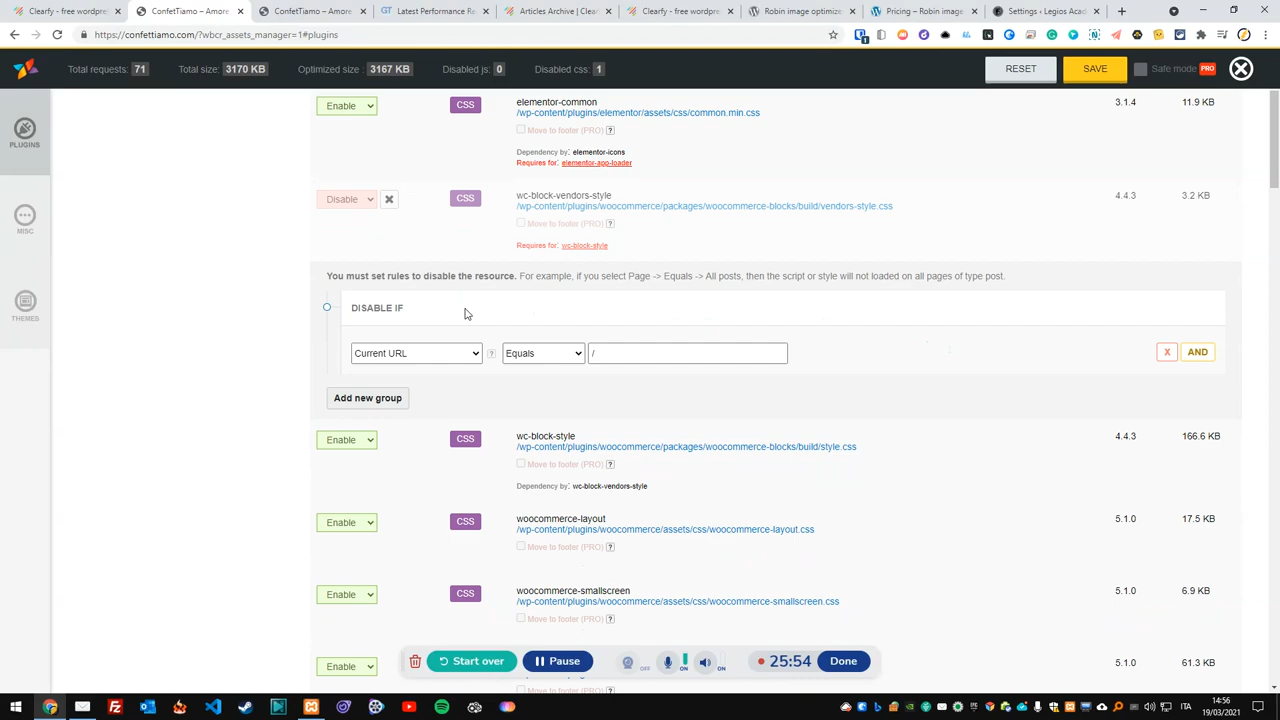 Clearfy – free wordpres
ConfettiAmo – Amore
ConfettiAmo – Amore
Latest Performance Re
Articles Archive | Clear
Clearfy – free wordpres
Robin image optimize
Pricing – Robin image
Settings ‹ Legios Acad
https://confettiamo.com/?wbcr_assets_manager=1#plugins
Total requests: 71
Total size: 3170 KB
Optimized size : 3167 KB
Disabled js: 0
Disabled css: 1
RESET
SAVE
Safe mode PRO
PLUGINS
MISC
THEMES
Enable
CSS
elementor-common
3.1.4
11.9 KB
/wp-content/plugins/elementor/assets/css/common.min.css
Move to footer (PRO) ?
Dependency by: elementor-icons
Requires for: elementor-app-loader
Disable
CSS
wc-block-vendors-style
4.4.3
3.2 KB
/wp-content/plugins/woocommerce/packages/woocommerce-blocks/build/vendors-style.css
Move to footer (PRO) ?
Requires for: wc-block-style
You must set rules to disable the resource. For example, if you select Page -> Equals -> All posts, then the script or style will not loaded on all pages of type post.
DISABLE IF
Current URL
?
Equals
/
X
AND
Add new group
Enable
CSS
wc-block-style
4.4.3
166.6 KB
/wp-content/plugins/woocommerce/packages/woocommerce-blocks/build/style.css
Move to footer (PRO) ?
Dependency by: wc-block-vendors-style
Enable
CSS
woocommerce-layout
5.1.0
17.5 KB
/wp-content/plugins/woocommerce/assets/css/woocommerce-layout.css
Move to footer (PRO) ?
Enable
CSS
woocommerce-smallscreen
5.1.0
6.9 KB
/wp-content/plugins/woocommerce/assets/css/woocommerce-smallscreen.css
Move to footer (PRO) ?
Enable
5.1.0
61.3 KB
Start over
Pause
OFF
ON
ON
25:54
Done
Move to footer (PRO) ?
ITA
14:56
19/03/2021